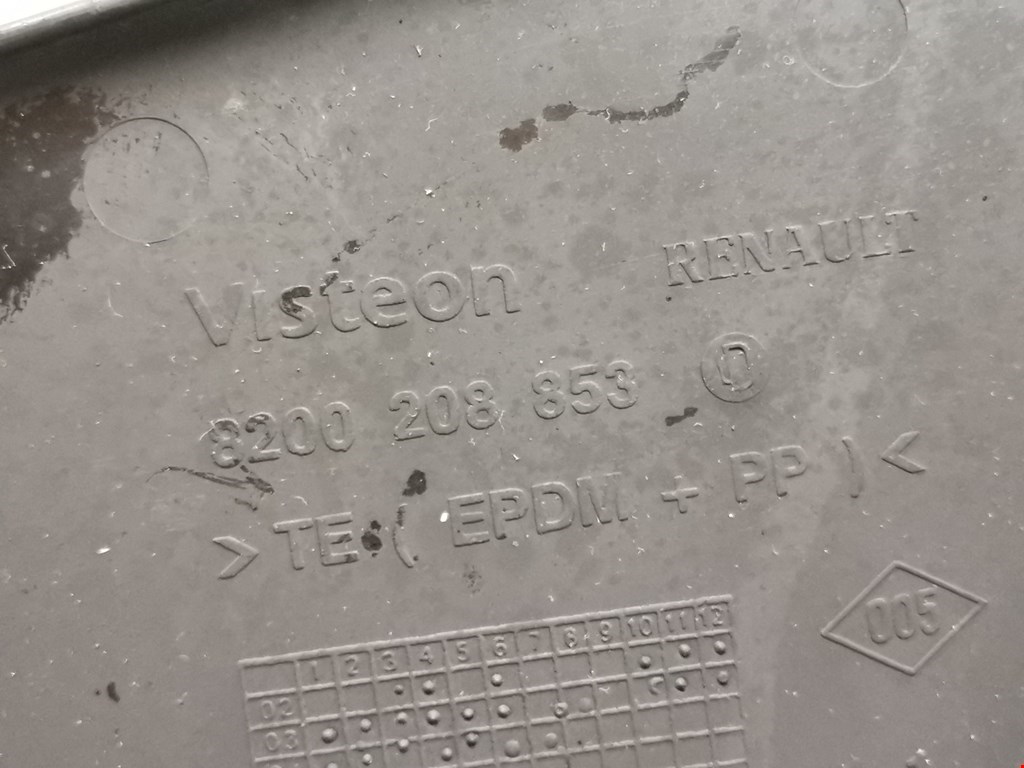 Visteon RENAULT
8200 208 853 D
>TE ( EPDM + PP )<
005
1 2 3 4 5 6 7 8 9 10 11 12
02
03